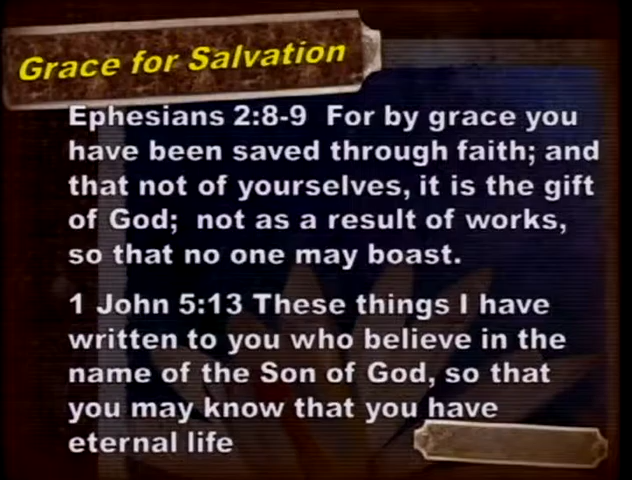 Grace for Salvation
Ephesians 2:8-9 For by grace you
have been saved through faith; and
that not of yourselves, it is the gift
of God; not as a result of works,
so that no one may boast.
1 John 5:13 These things I have
written to you who believe in the
name of the Son of God, so that
you may know that you have
eternal life